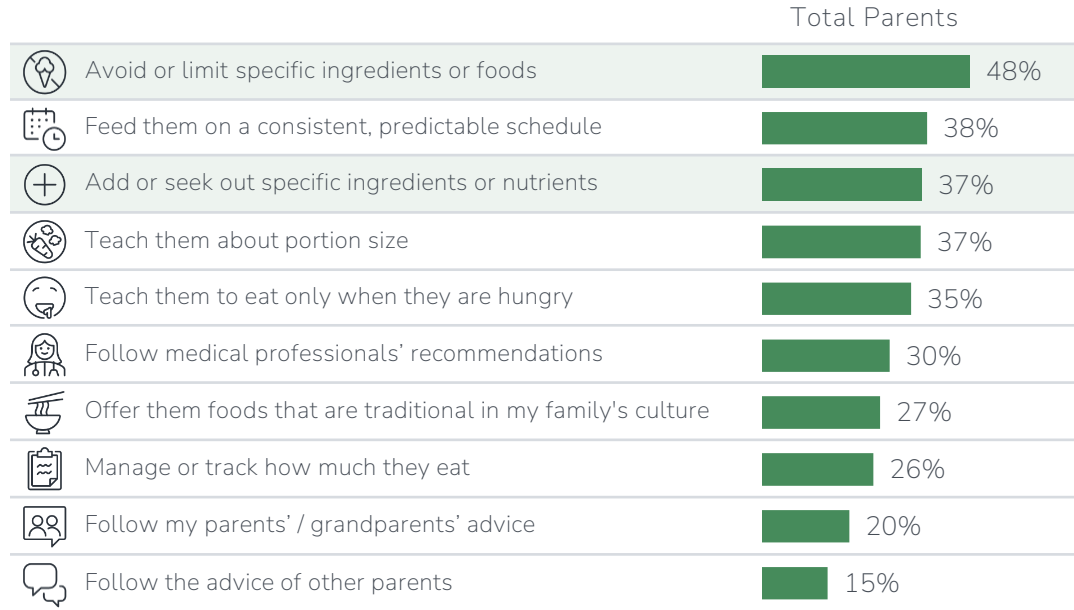 Total Parents
Avoid or limit specific ingredients or foods 48%
Feed them on a consistent, predictable schedule 38%
Add or seek out specific ingredients or nutrients 37%
Teach them about portion size 37%
Teach them to eat only when they are hungry 35%
Follow medical professionals’ recommendations 30%
Offer them foods that are traditional in my family's culture 27%
Manage or track how much they eat 26%
Follow my parents’ / grandparents’ advice 20%
Follow the advice of other parents 15%